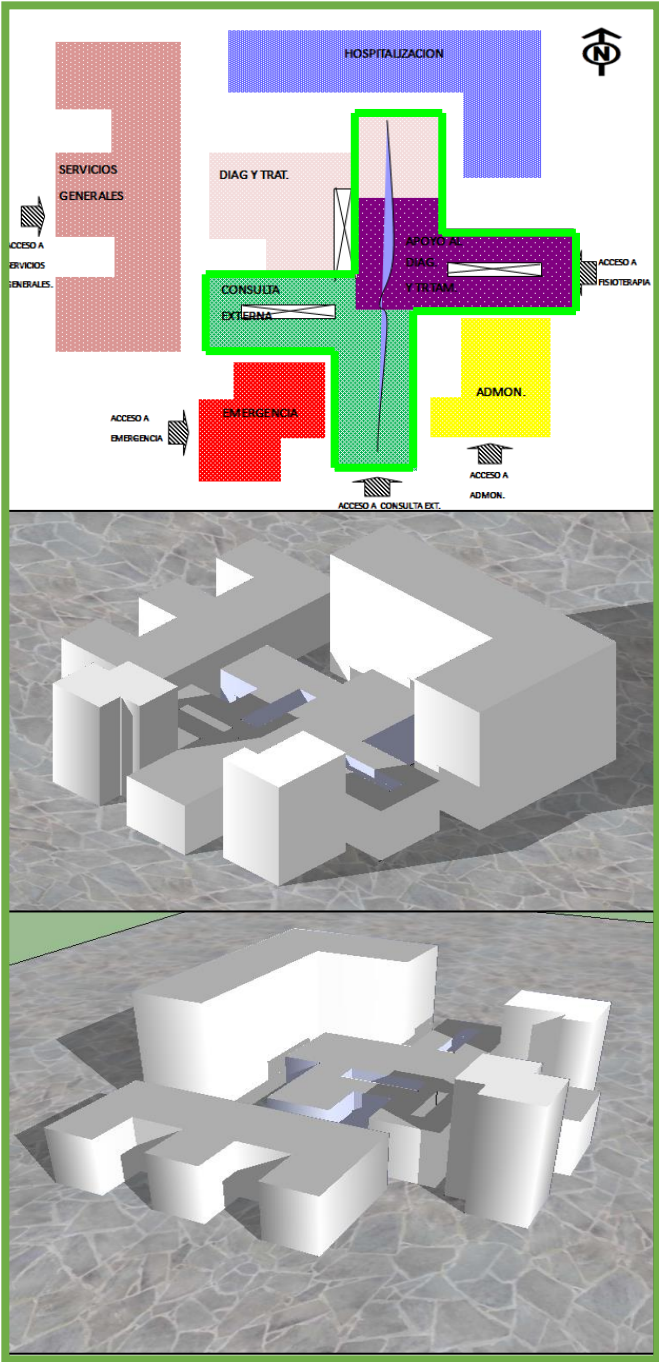 HOSPITALIZACION
N
SERVICIOS
GENERALES
DIAG Y TRAT.
ACCESO A
SERVICIOS
GENERALES.
APOYO AL
DIAG.
Y TRTAM.
ACCESO A
FISIOTERAPIA
CONSULTA
EXTERNA
ADMON.
EMERGENCIA
ACCESO A
EMERGENCIA
ACCESO A
ADMON.
ACCESO A CONSULTA EXT.